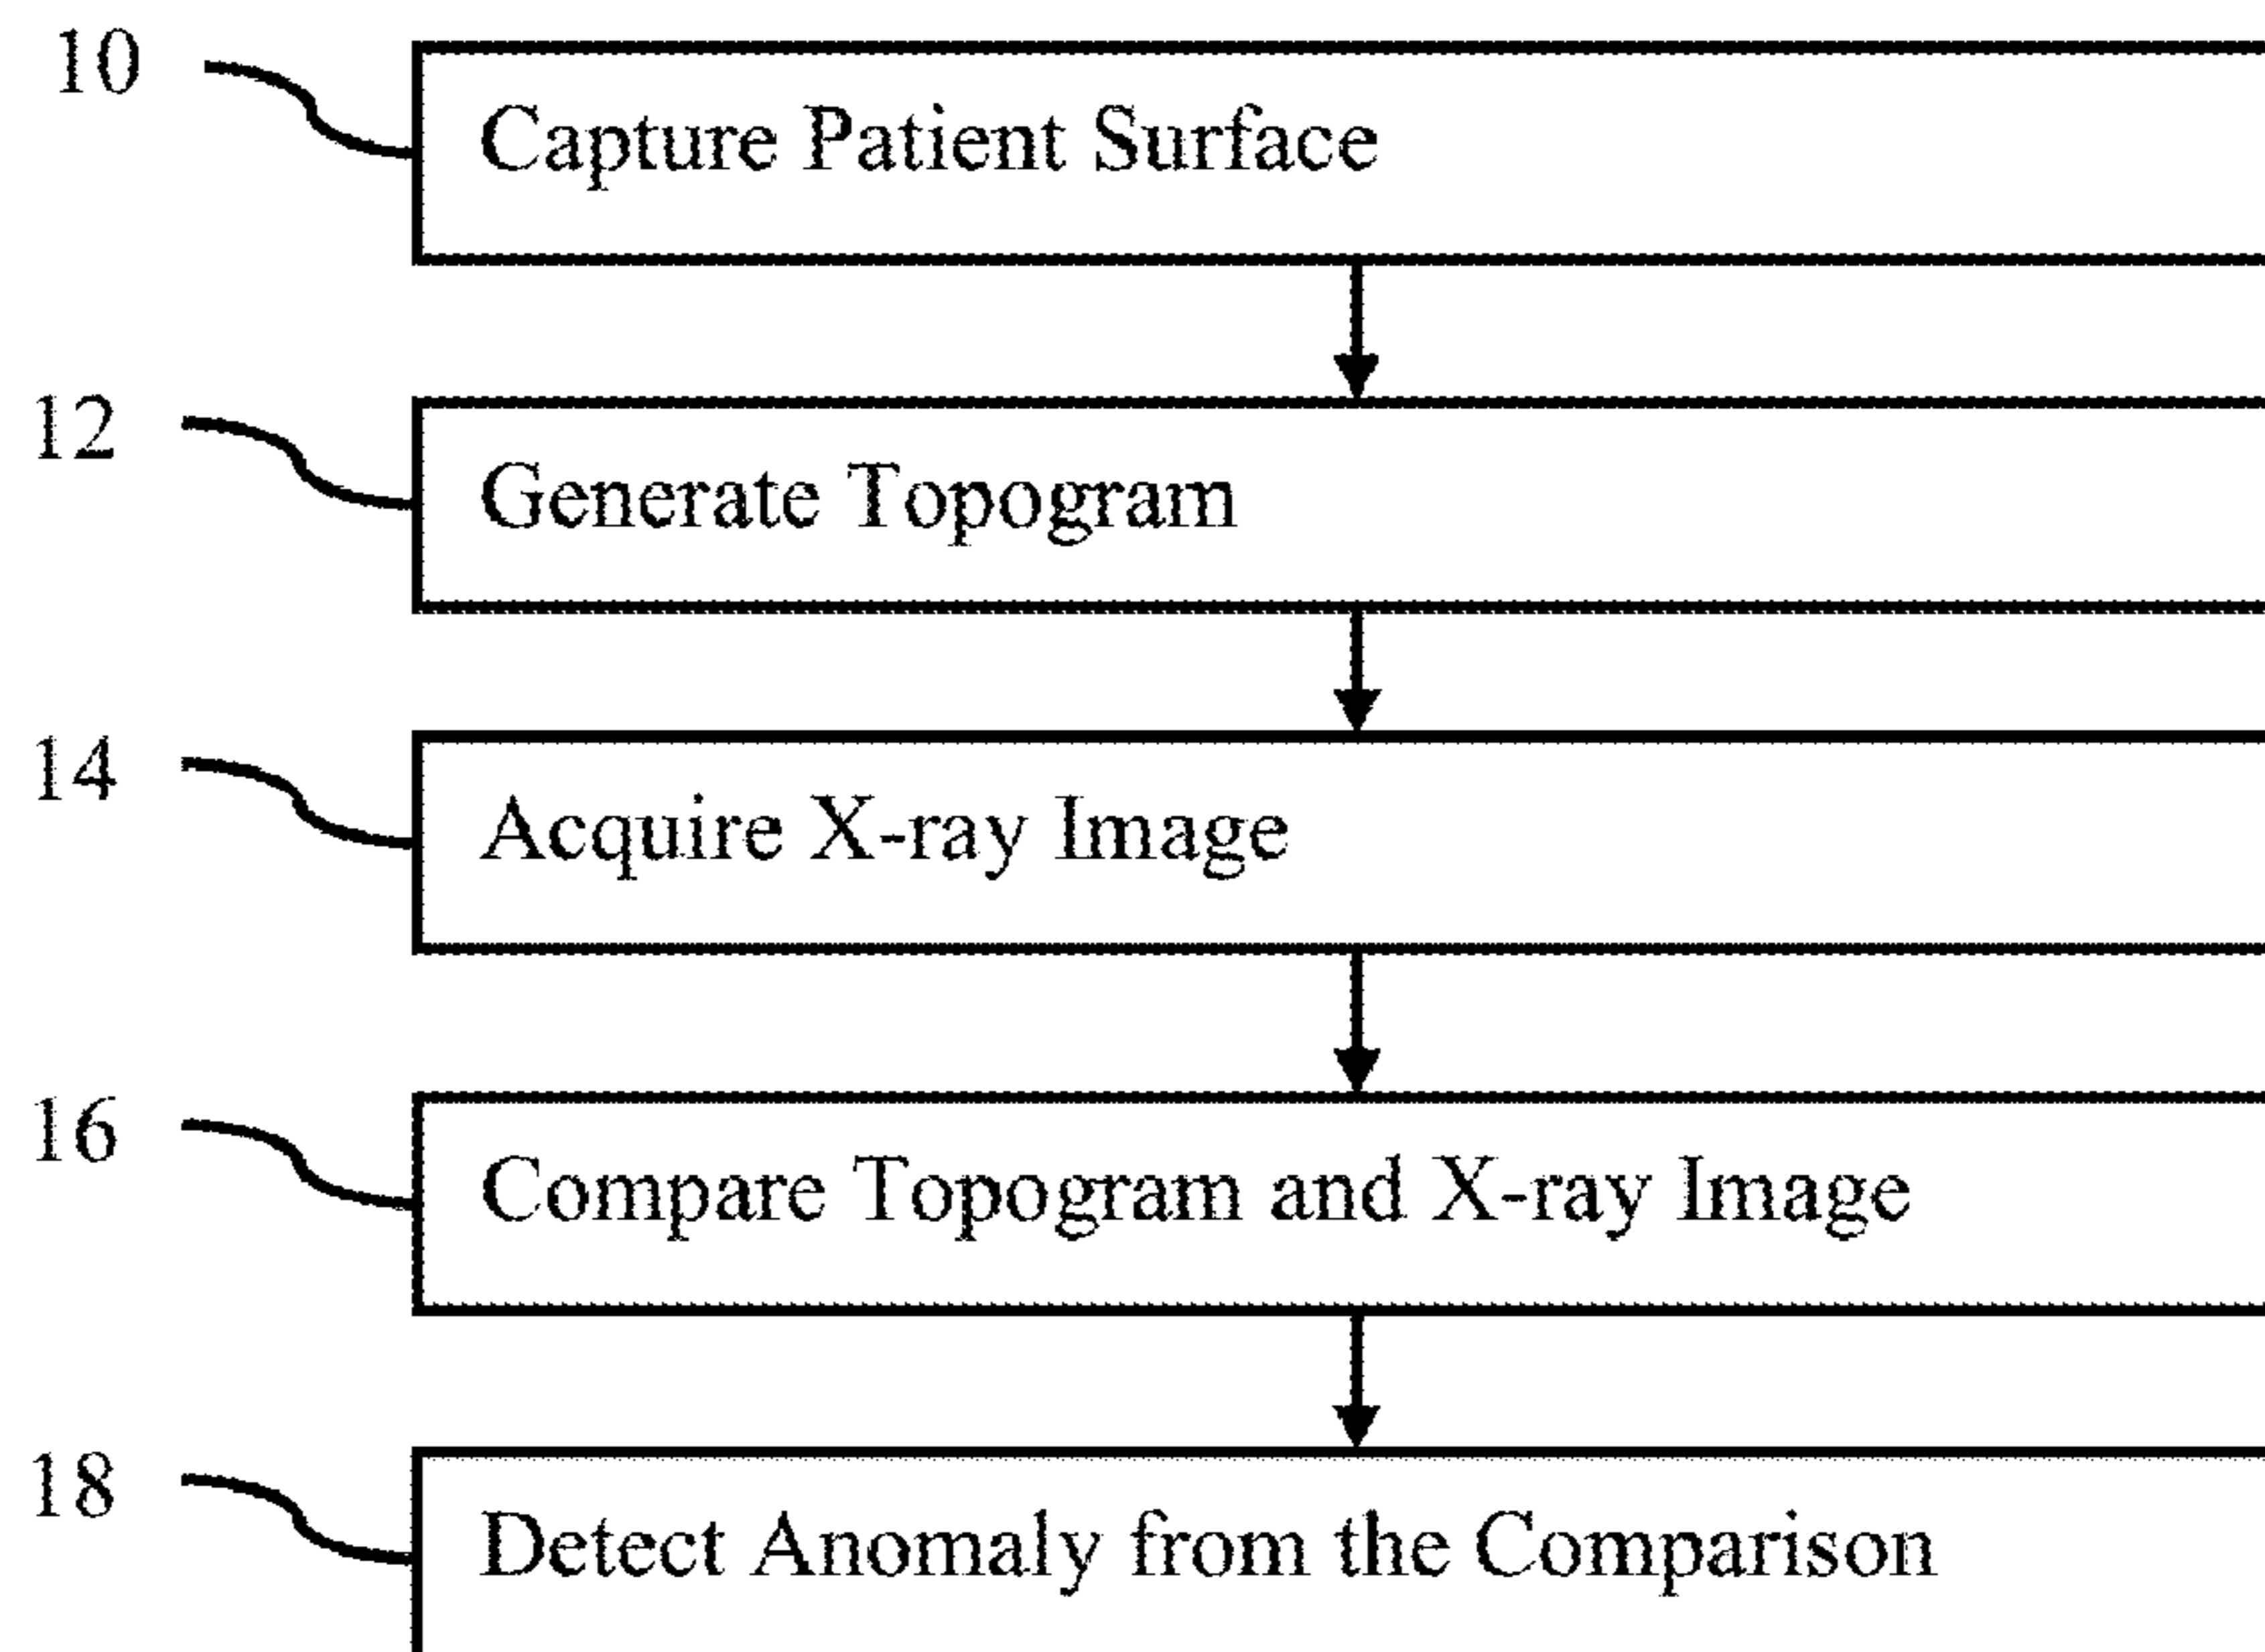 10 Capture Patient Surface
12 Generate Topogram
14 Acquire X-ray Image
16 Compare Topogram and X-ray Image
18 Detect Anomaly from the Comparison